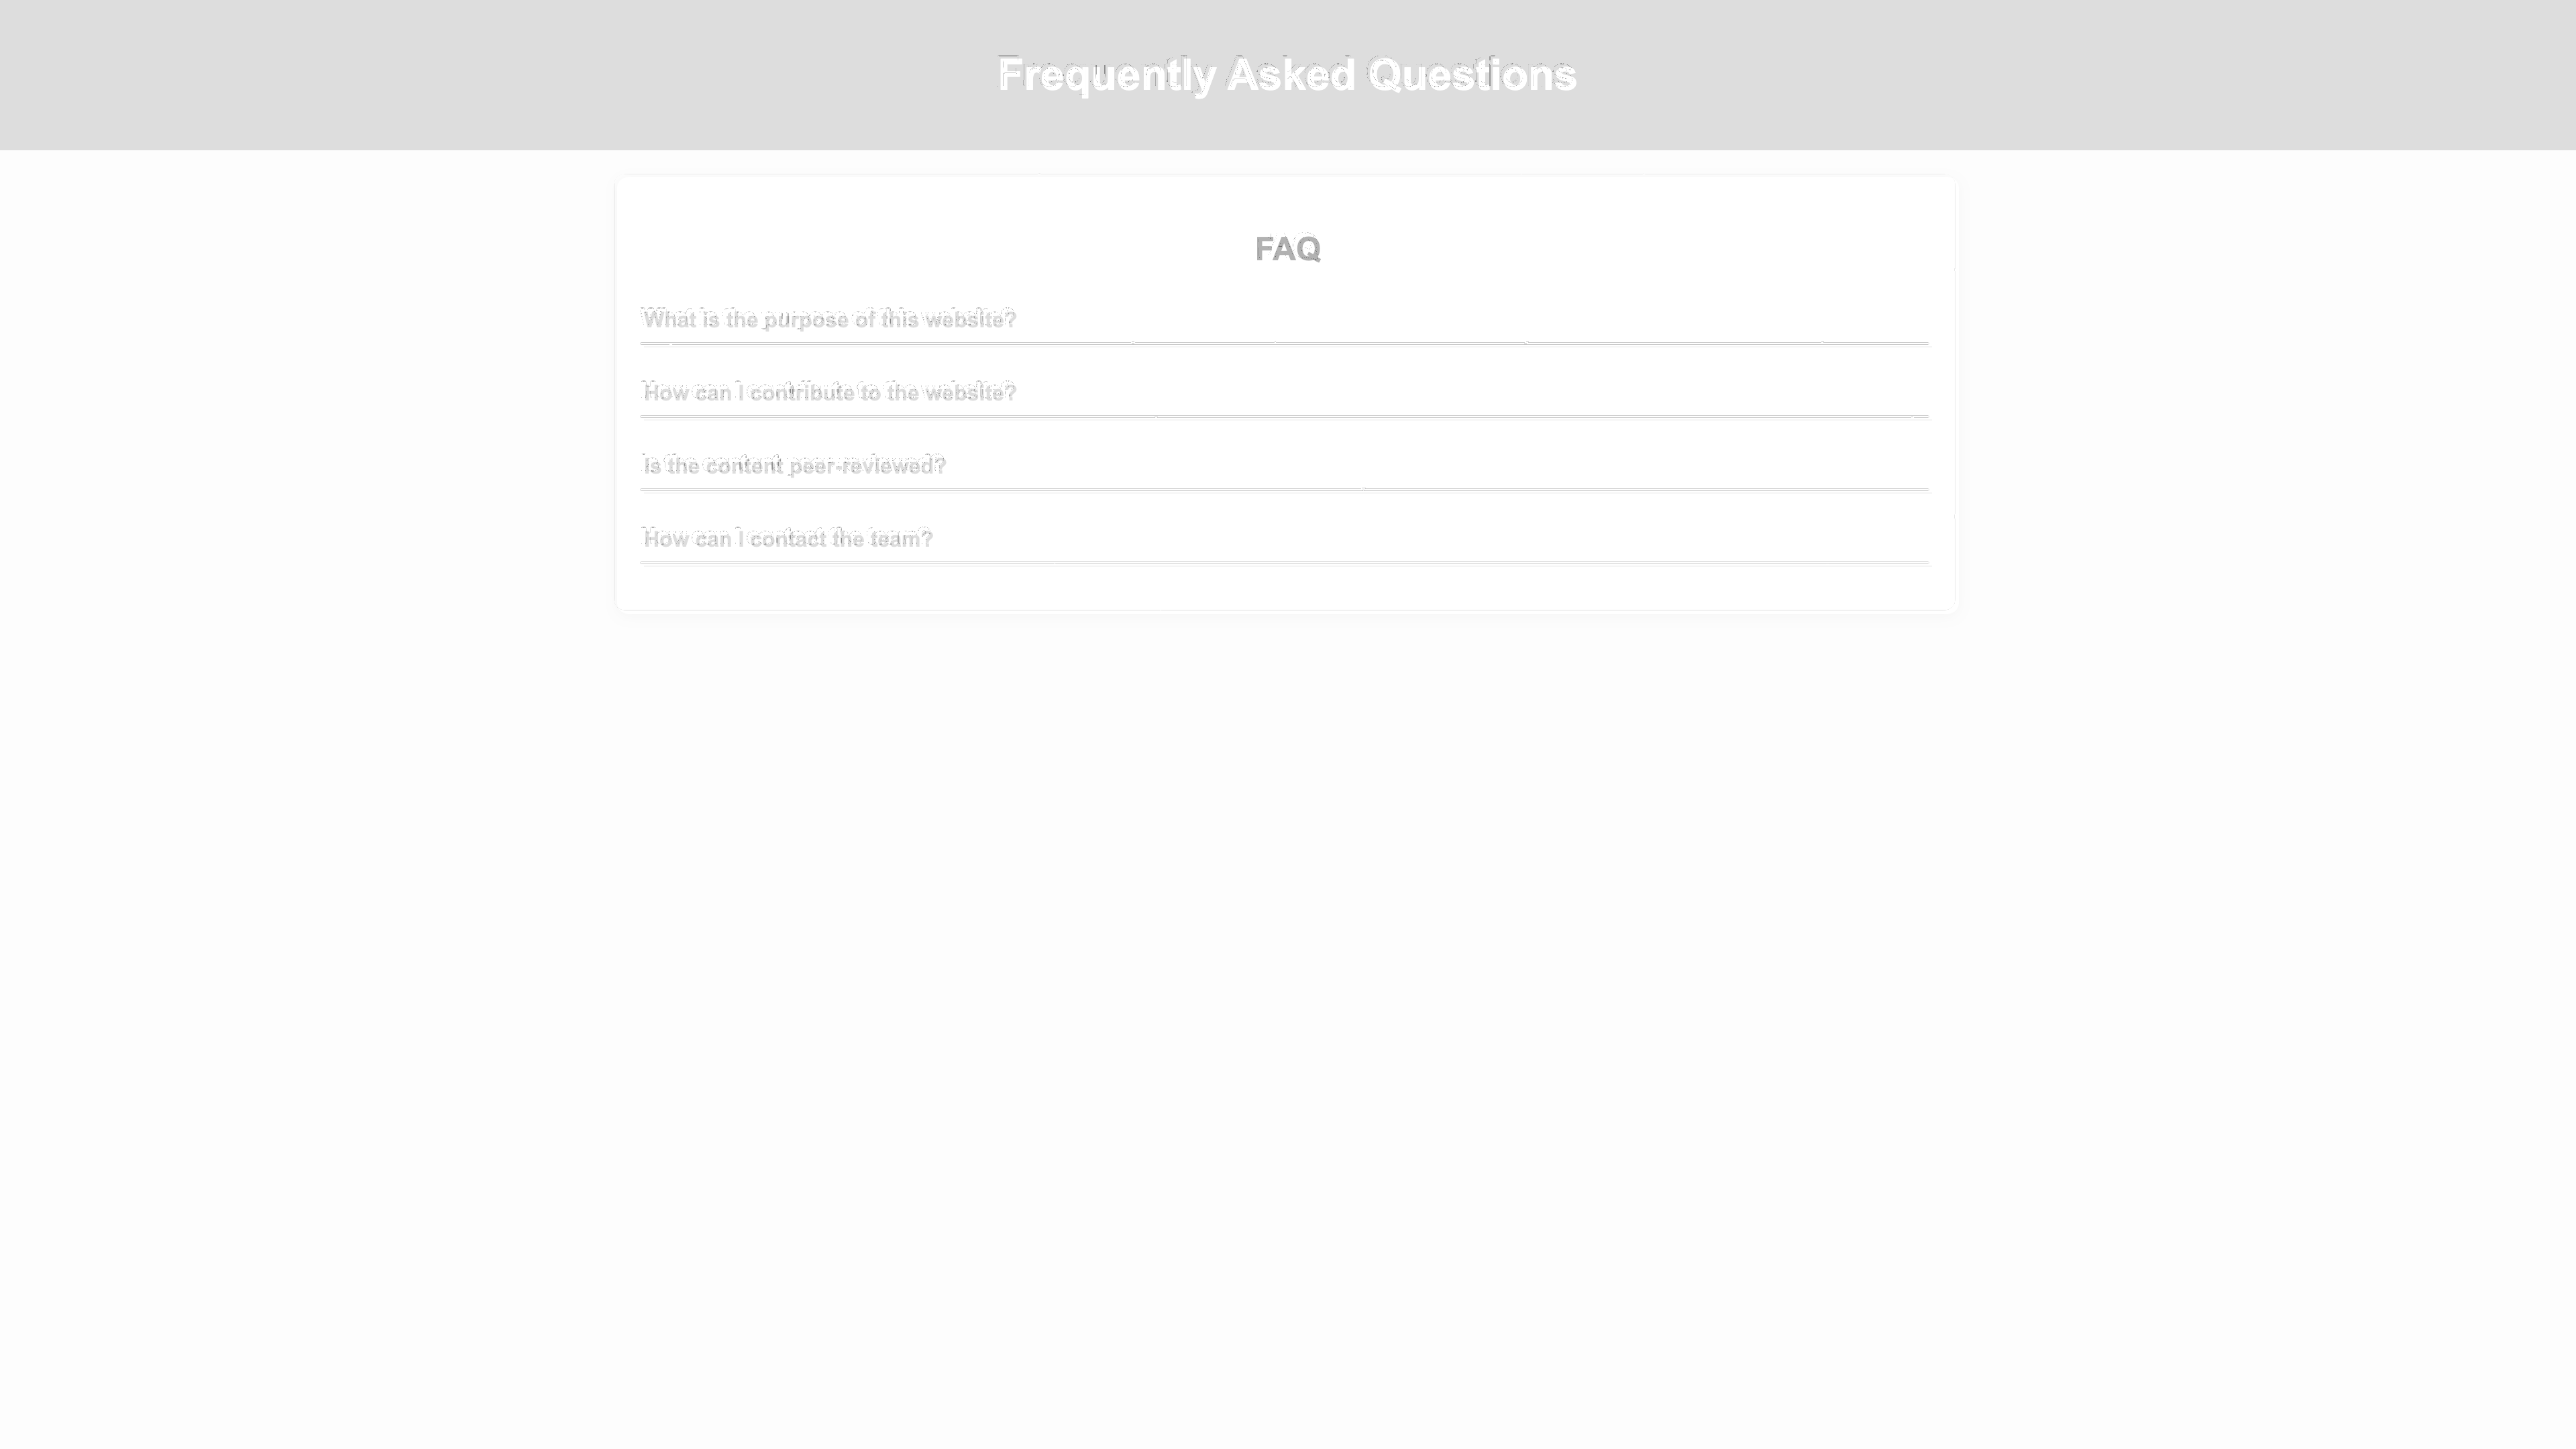 Frequently Asked Questions
FAQ
What is the purpose of this website?
How can I contribute to the website?
Is the content peer-reviewed?
How can I contact the team?